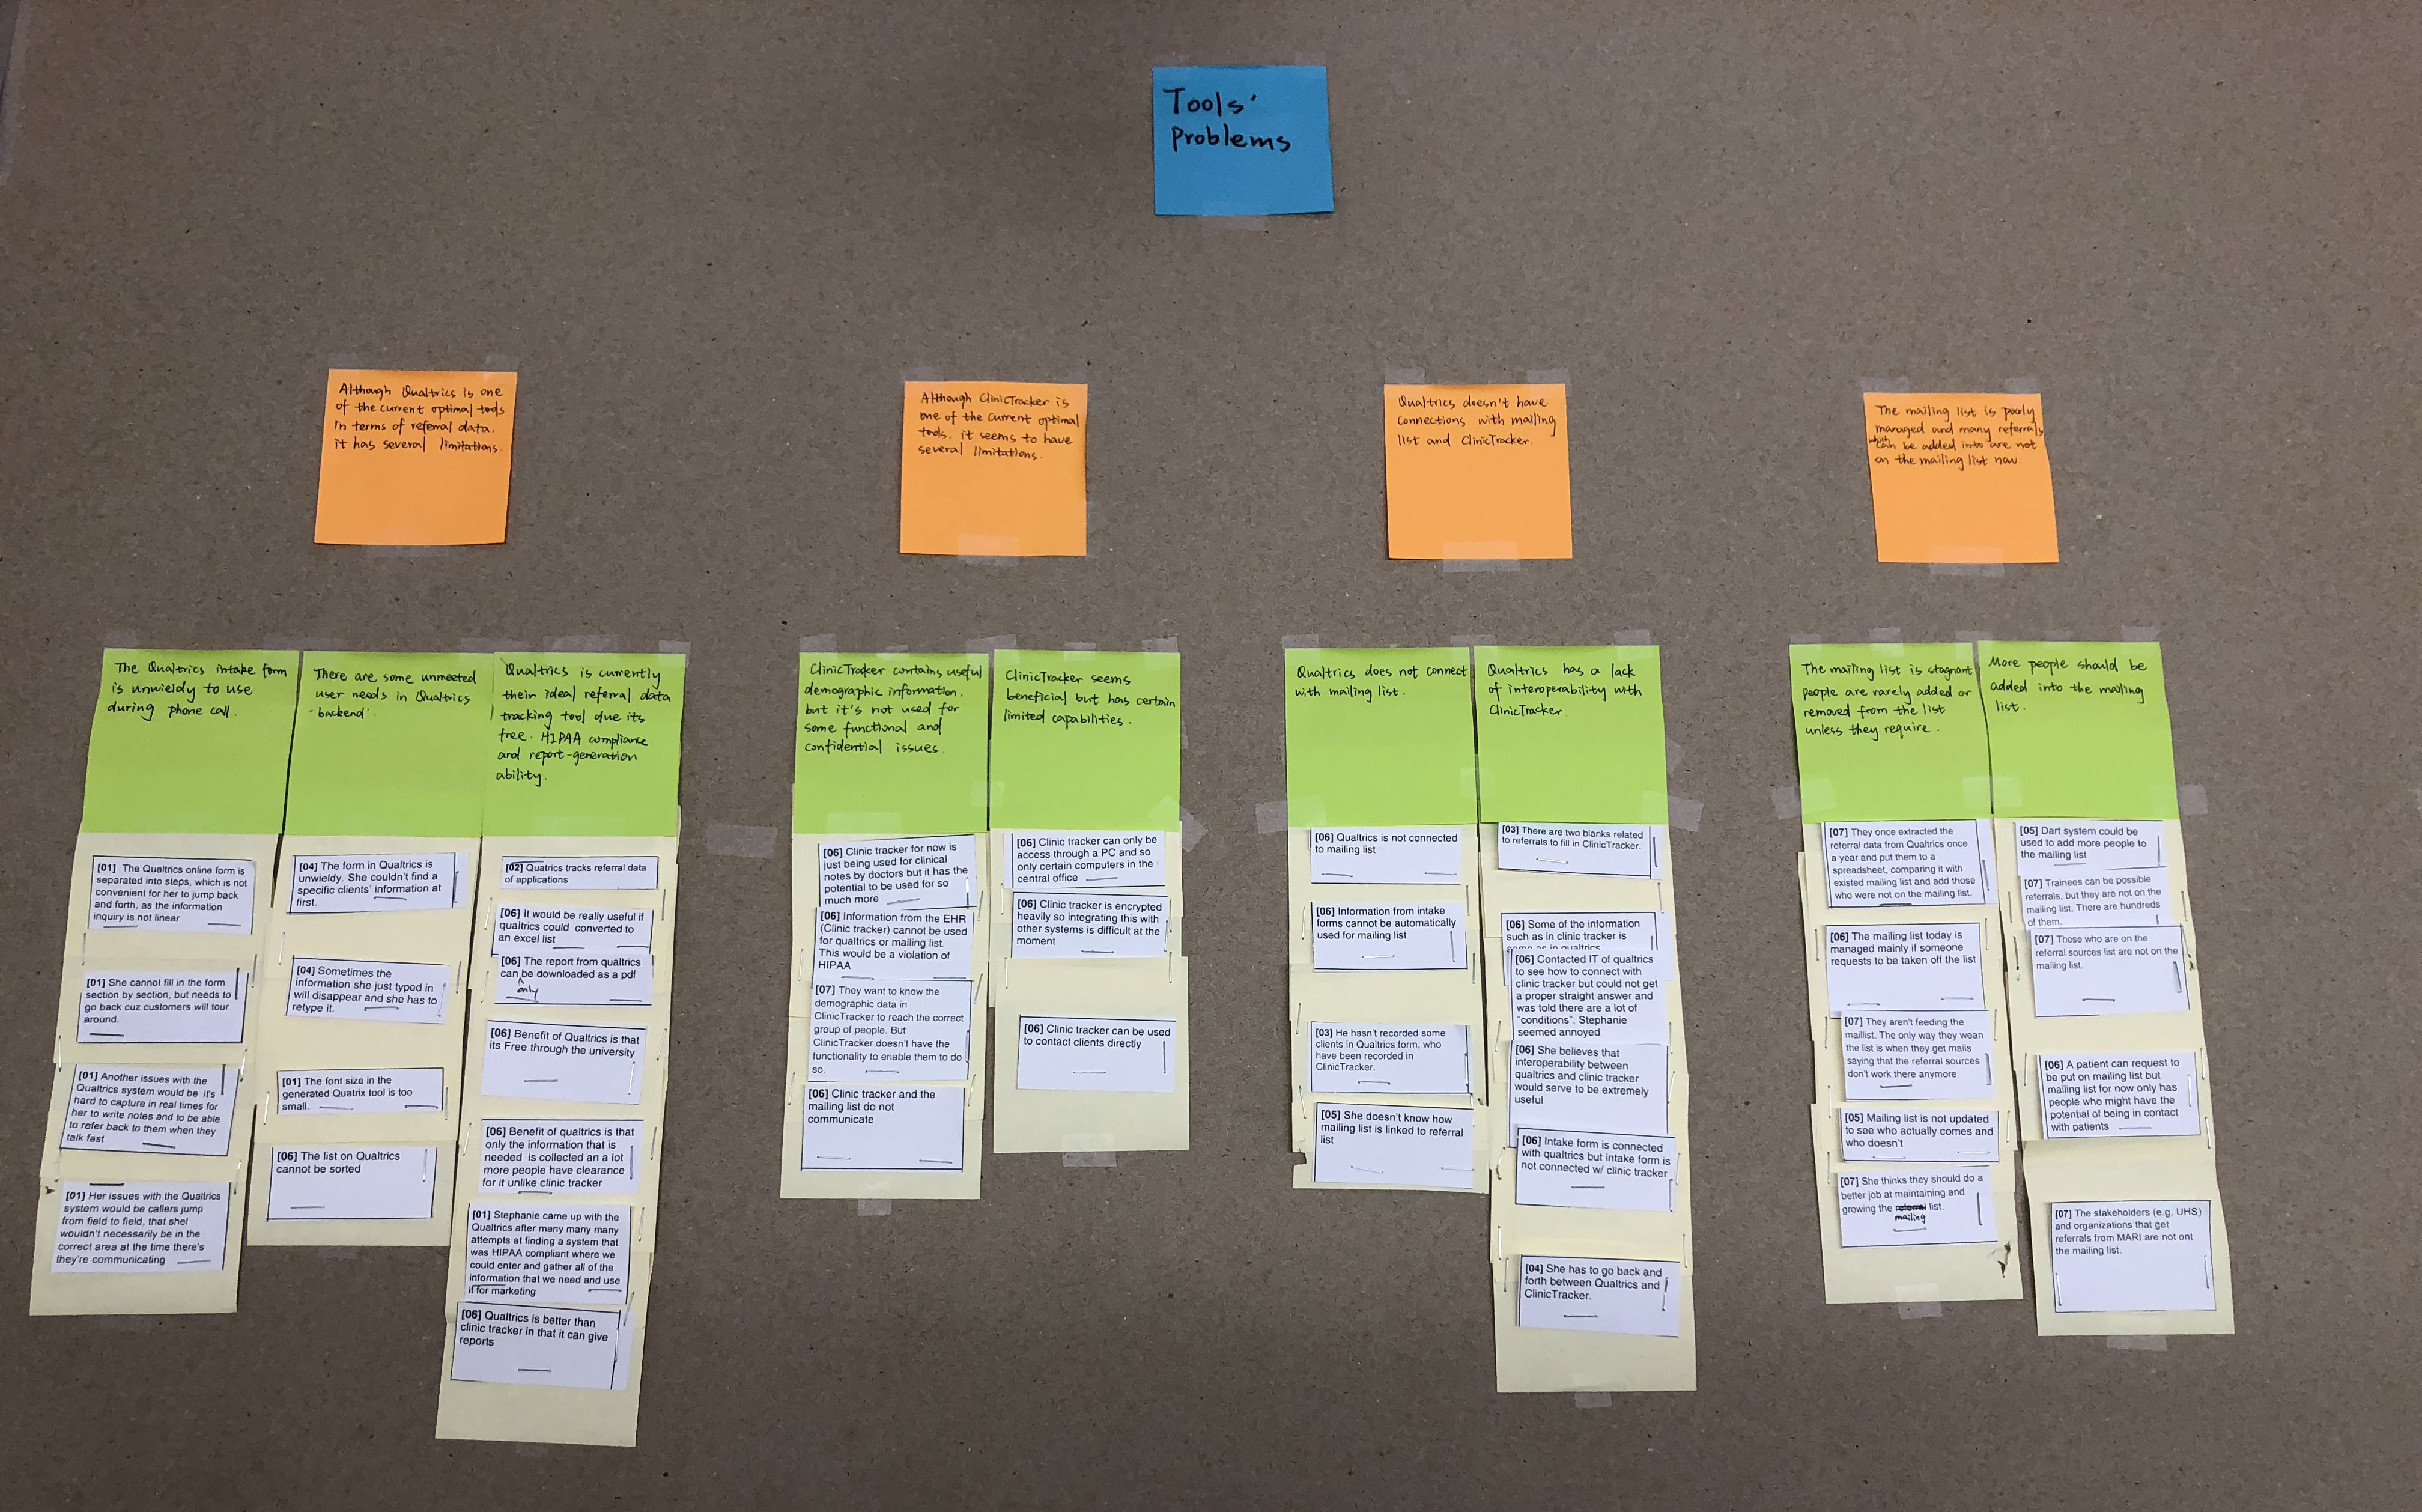 Tools'
Problems
Although Qualtrics is one
of the current optimal tools
in terms of referral data.
it has several limitations.
Although ClinicTracker is
one of the current optimal
tools, it seems to have
several limitations.
Qualtrics doesn't have
connections with mailing
list and ClinicTracker.
The mailing list is pooly
managed and many referrals
which
can be added into are not
on the mailing list now.
The Qualtrics intake form
is unwieldy to use
during phone call.
[01] The Qualtrics online form is
separated into steps, which is not
convenient for her to jump back
and forth, as the information
inquiry is not linear
[01] She cannot fill in the form
section by section, but needs to
go back cuz customers will tour
around.
[01] Another issues with the
Qualtrics system would be it's
hard to capture in real times for
her to write notes and to be able
to refer back to them when they
talk fast
[01] Her issues with the Qualtrics
system would be callers jump
from field to field, that shel
wouldn't necessarily be in the
correct area at the time there's
they're communicating
There are some unmeeted
user needs in Qualtrics
backend.
[04] The form in Qualtrics is
unwieldy. She couldn't find a
specific clients' information at
first.
[04] Sometimes the
information she just typed in
will disappear and she has to
retype it.
[01] The font size in the
generated Quatrix tool is too
small.
[06] The list on Qualtrics
cannot be sorted
Qualtrics is currently
their ideal referral data
tracking tool due its
free. HIPAA compliance
and report-generation
ability.
[02] Quatrics tracks referral data
of applications
[06] It would be really useful if
qualtrics could converted to
an excel list
[06] The report from qualtrics
can be downloaded as a pdf
only
[06] Benefit of Qualtrics is that
its Free through the university
[06] Benefit of qualtrics is that
only the information that is
needed is collected an a lot
more people have clearance
for it unlike clinic tracker
[01] Stephanie came up with the
Qualtrics after many many many
attempts at finding a system that
was HIPAA compliant where we
could enter and gather all of the
information that we need and use
it for marketing
[06] Qualtrics is better than
clinic tracker in that it can give
reports
ClinicTracker contains useful
demographic information.
but it's not used for
some functional and
confidential issues.
[06] Clinic tracker for now is
just being used for clinical
notes by doctors but it has the
potential to be used for so
much more
[06] Information from the EHR
(Clinic tracker) cannot be used
for qualtrics or mailing list.
This would be a violation of
HIPAA
[07] They want to know the
demographic data in
ClinicTracker to reach the correct
group of people. But
ClinicTracker doesn't have the
functionality to enable them to do
so.
[06] Clinic tracker and the
mailing list do not
communicate
ClinicTracker seems
beneficial but has certain
limited capabilities.
[06] Clinic tracker can only be
access through a PC and so
only certain computers in the
central office
[06] Clinic tracker is encrypted
heavily so integrating this with
other systems is difficult at the
moment
[06] Clinic tracker can be used
to contact clients directly
Qualtrics does not connect
with mailing list.
[06] Qualtrics is not connected
to mailing list
[06] Information from intake
forms cannot be automatically
used for mailing list
[03] He hasn't recorded some
clients in Qualtrics form, who
have been recorded in
ClinicTracker.
[05] She doesn't know how
mailing list is linked to referral
list
Qualtrics has a lack
of interoperability with
ClinicTracker.
[03] There are two blanks related
to referrals to fill in ClinicTracker.
[06] Some of the information
such as in clinic tracker is
same as in qualtrics
[06] Contacted IT of qualtrics
to see how to connect with
clinic tracker but could not get
a proper straight answer and
was told there are a lot of
"conditions". Stephanie
seemed annoyed
[06] She believes that
interoperability between
qualtrics and clinic tracker
would serve to be extremely
useful
[06] Intake form is connected
with qualtrics but intake form is
not connected w/ clinic tracker
[04] She has to go back and
forth between Qualtrics and
ClinicTracker.
The mailing list is stagnant
people are rarely added or
removed from the list
unless they require.
[07] They once extracted the
referral data from Qualtrics once
a year and put them to a
spreadsheet, comparing it with
existed mailing list and add those
who were not on the mailing list.
[06] The mailing list today is
managed mainly if someone
requests to be taken off the list
[07] They aren't feeding the
maillist. The only way they wean
the list is when they get mails
saying that the referral sources
don't work there anymore
[05] Mailing list is not updated
to see who actually comes and
who doesn't
[07] She thinks they should do a
better job at maintaining and
growing the referral list.
mailing
More people should be
added into the mailing
list.
[05] Dart system could be
used to add more people to
the mailing list
[07] Trainees can be possible
referrals, but they are not on the
mailing list. There are hundreds
of them.
[07] Those who are on the
referral sources list are not on the
mailing list.
[06] A patient can request to
be put on mailing list but
mailing list for now only has
people who might have the
potential of being in contact
with patients
[07] The stakeholders (e.g. UHS)
and organizations that get
referrals from MARI are not ont
the mailing list.